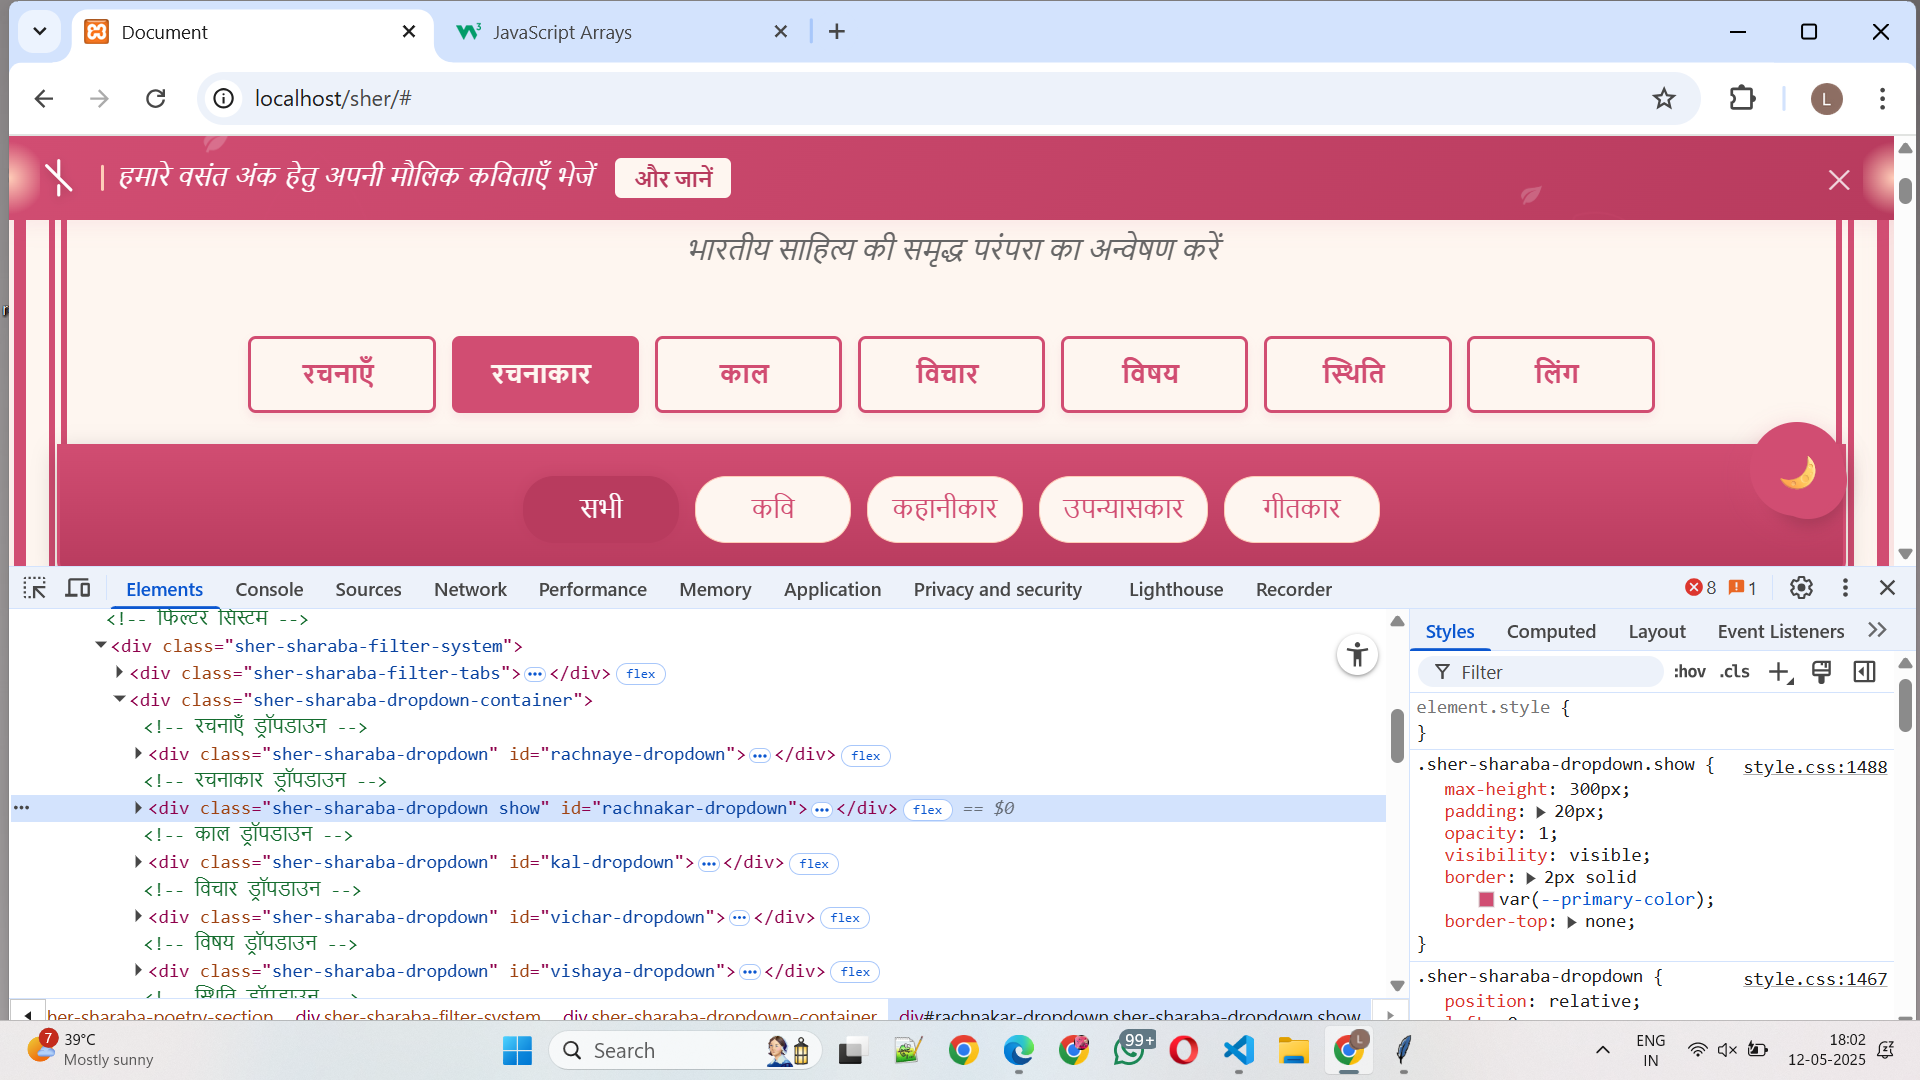 Document
JavaScript Arrays
localhost/sher/#
L
| हमारे वसंत अंक हेतु अपनी मौलिक कविताएँ भेजें
और जानें
भारतीय साहित्य की समृद्ध परंपरा का अन्वेषण करें
रचनाएँ
रचनाकार
काल
विचार
विषय
स्थिति
लिंग
सभी
कवि
कहानीकार
उपन्यासकार
गीतकार
Elements
Console
Sources
Network
Performance
Memory
Application
Privacy and security
Lighthouse
Recorder
8
1
<!-- फिल्टर सिस्टम -->
<div class="sher-sharaba-filter-system">
<div class="sher-sharaba-filter-tabs"> ••• </div> flex
<div class="sher-sharaba-dropdown-container">
<!-- रचनाएँ ड्रॉपडाउन -->
<div class="sher-sharaba-dropdown" id="rachnaye-dropdown"> ••• </div> flex
<!-- रचनाकार ड्रॉपडाउन -->
<div class="sher-sharaba-dropdown show" id="rachnakar-dropdown"> ••• </div> flex == $0
<!-- काल ड्रॉपडाउन -->
<div class="sher-sharaba-dropdown" id="kal-dropdown"> ••• </div> flex
<!-- विचार ड्रॉपडाउन -->
<div class="sher-sharaba-dropdown" id="vichar-dropdown"> ••• </div> flex
<!-- विषय ड्रॉपडाउन -->
<div class="sher-sharaba-dropdown" id="vishaya-dropdown"> ••• </div> flex
<!-- स्थिति ड्रॉपडाउन -->
her-sharaba-poetry-section div.sher-sharaba-filter-system div.sher-sharaba-dropdown-container div#rachnakar-dropdown.sher-sharaba-dropdown.show
Styles
Computed
Layout
Event Listeners
Filter
:hov .cls
element.style {
}
.sher-sharaba-dropdown.show { style.css:1488
max-height: 300px;
padding: 20px;
opacity: 1;
visibility: visible;
border: 2px solid
var(--primary-color);
border-top: none;
}
.sher-sharaba-dropdown { style.css:1467
position: relative;
7
39°C
Mostly sunny
Search
99+
L
ENG
IN
18:02
12-05-2025